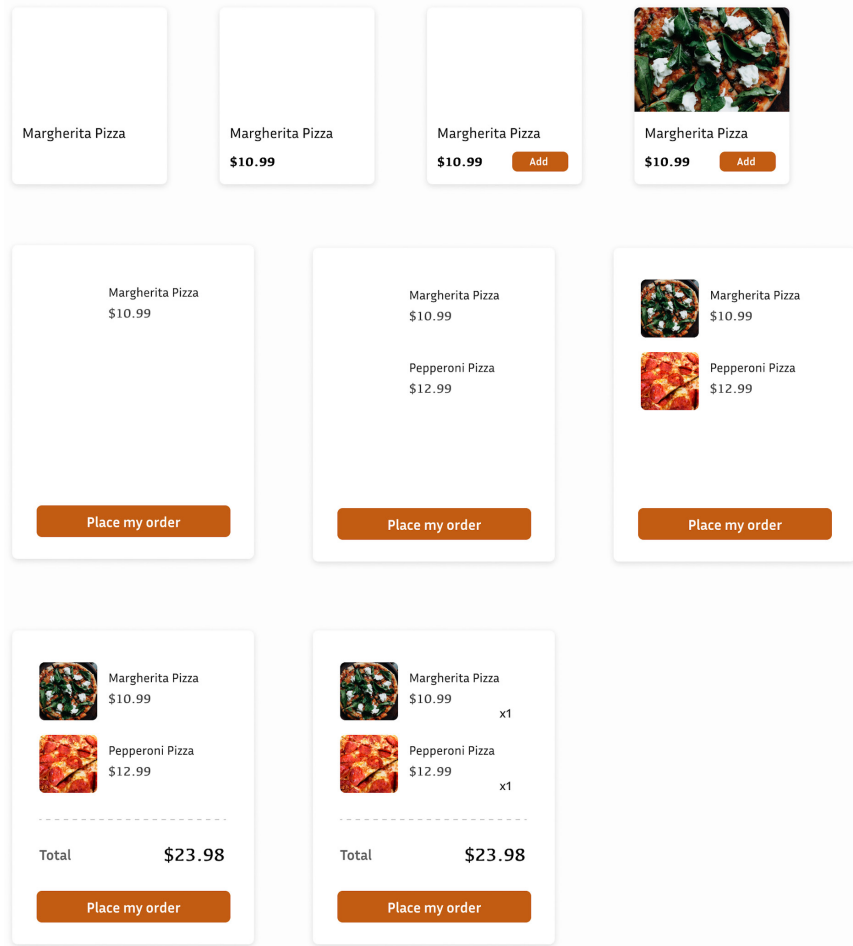 Margherita Pizza
Margherita Pizza
$10.99
Margherita Pizza
$10.99 Add
Margherita Pizza
$10.99 Add
Margherita Pizza
$10.99
Place my order
Margherita Pizza
$10.99
Pepperoni Pizza
$12.99
Place my order
Margherita Pizza
$10.99
Pepperoni Pizza
$12.99
Place my order
Margherita Pizza
$10.99
Pepperoni Pizza
$12.99
Total $23.98
Place my order
Margherita Pizza
$10.99
x1
Pepperoni Pizza
$12.99
x1
Total $23.98
Place my order